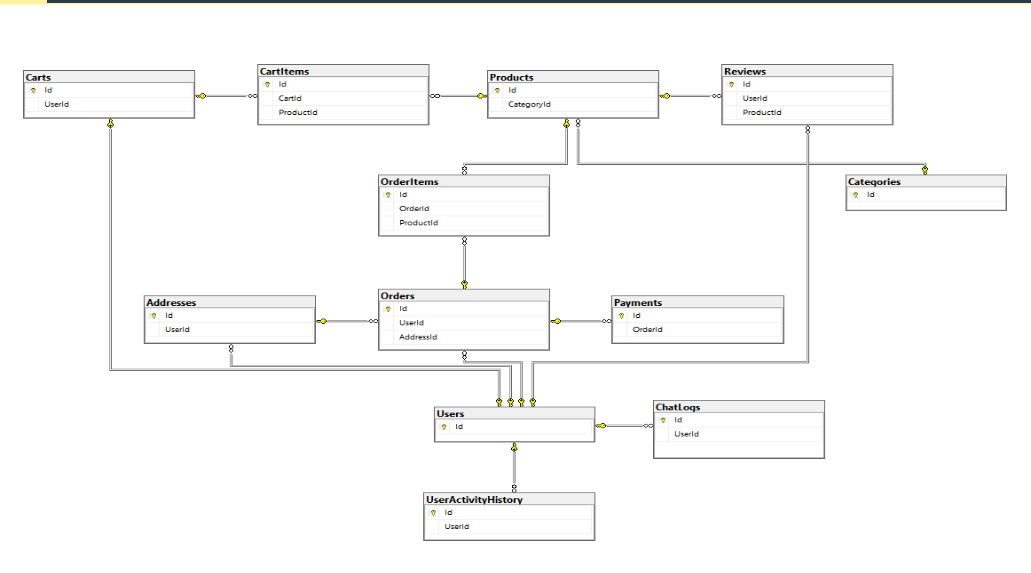 Carts
Id
UserId
CartItems
Id
CartId
ProductId
Products
Id
CategoryId
Reviews
Id
UserId
ProductId
OrderItems
Id
OrderId
ProductId
Categories
Id
Addresses
Id
UserId
Orders
Id
UserId
AddressId
Payments
Id
OrderId
Users
Id
ChatLogs
Id
UserId
UserActivityHistory
Id
UserId